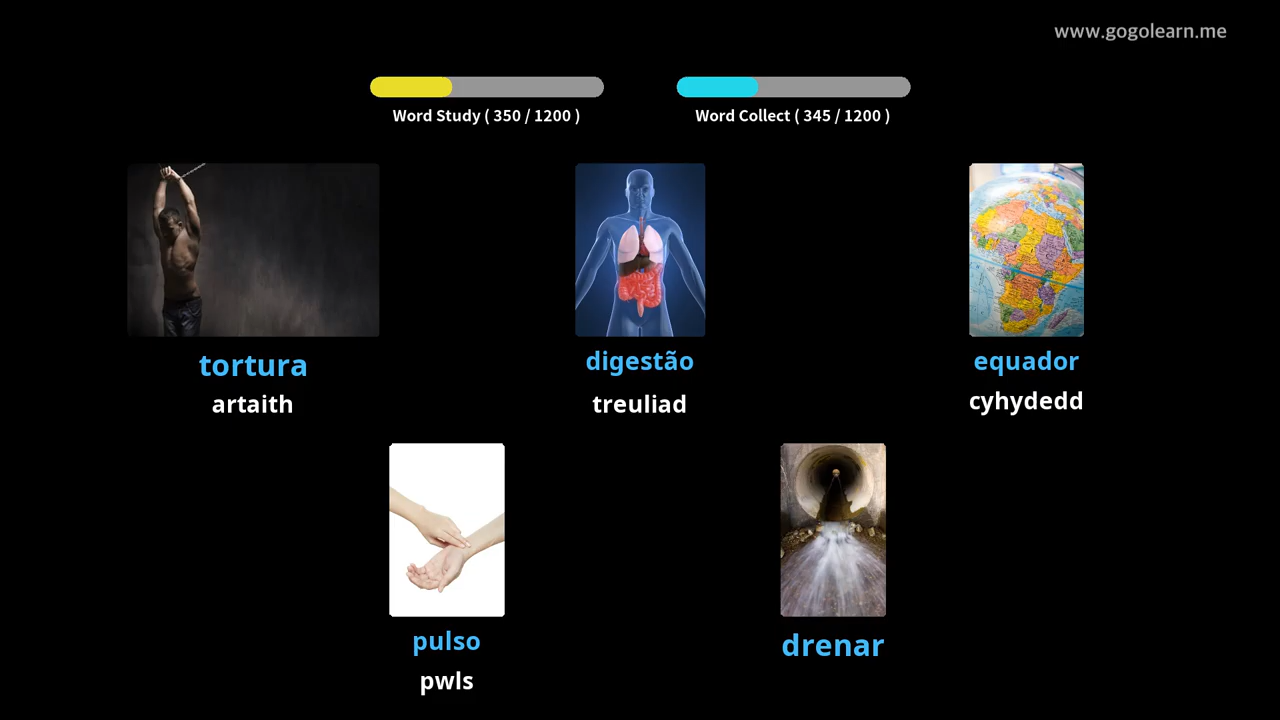 www.gogolearn.me
Word Study ( 350 / 1200 )
Word Collect ( 345 / 1200 )
tortura
artaith
digestão
treuliad
equador
cyhydedd
pulso
pwls
drenar